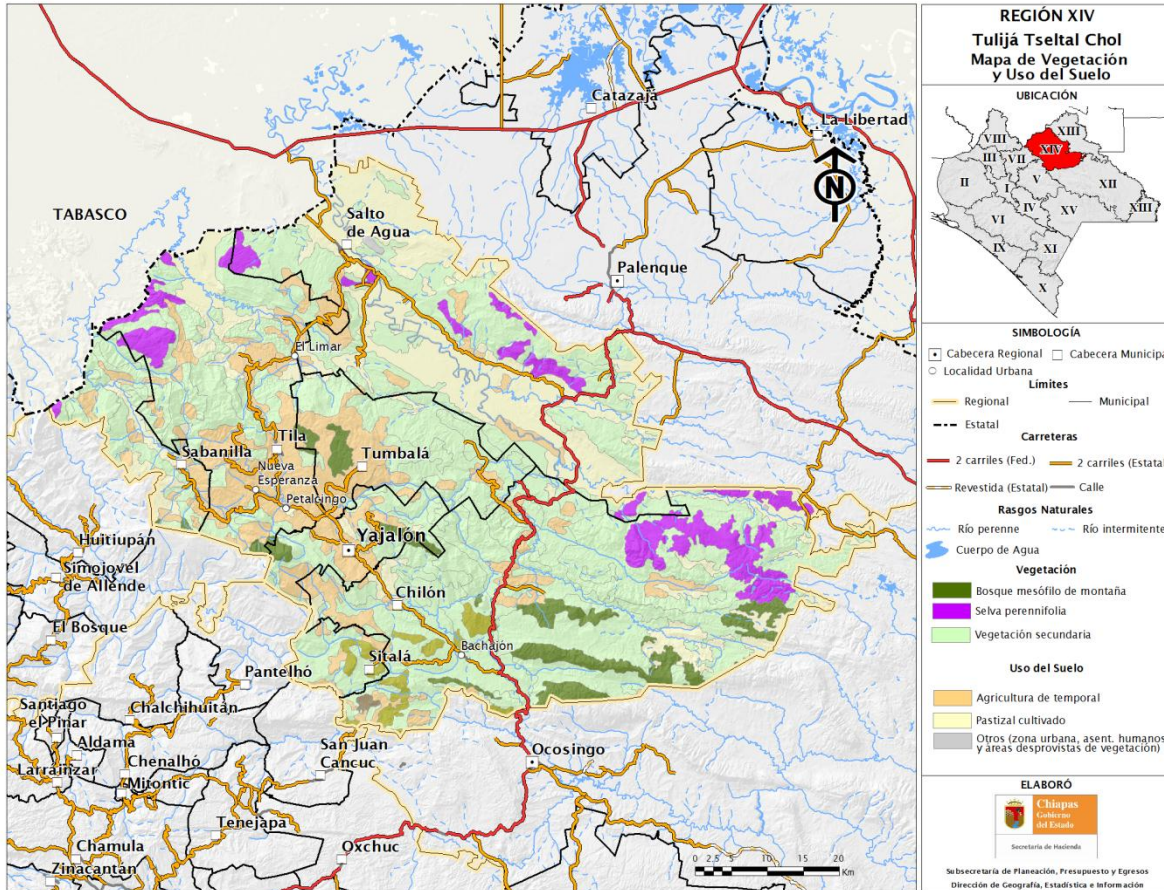 TABASCO
Catazajá
La Libertad
Salto
de Agua
Palenque
El Limar
Tila
Tumbalá
Sabanilla
Nueva
Esperanza
Petalcingo
Yajalón
Huitiupán
Simojovel
de Allende
Chilón
El Bosque
Bachajón
Sitalá
Pantelhó
Santiago
el Pinar
Chalchihuitán
Aldama
San Juan
Cancuc
Ocosingo
Larrainzar
Chenalhó
Mitontic
Tenejapa
Chamula
Oxchuc
Zinacantán
N
0 2.5 5 10 15 20
Km
REGIÓN XIV
Tulijá Tseltal Chol
Mapa de Vegetación
y Uso del Suelo
UBICACIÓN
VIII
XIII
XIV
III
VII
II
I
V
XII
IV
XIII
VI
XV
IX
XI
X
SIMBOLOGÍA
Cabecera Regional Cabecera Municipa
Localidad Urbana
Límites
Regional Municipal
Estatal
Carreteras
2 carriles (Fed.) 2 carriles (Estatal
Revestida (Estatal) Calle
Rasgos Naturales
Río perenne Río intermitente
Cuerpo de Agua
Vegetación
Bosque mesófilo de montaña
Selva perennifolia
Vegetación secundaria
Uso del Suelo
Agricultura de temporal
Pastizal cultivado
Otros (zona urbana, asent. humanos
y áreas desprovistas de vegetación)
ELABORÓ
Chiapas
Gobierno
del Estado
Secretaría de Hacienda
Subsecretaría de Planeación, Presupuesto y Egresos
Dirección de Geografía, Estadística e Información